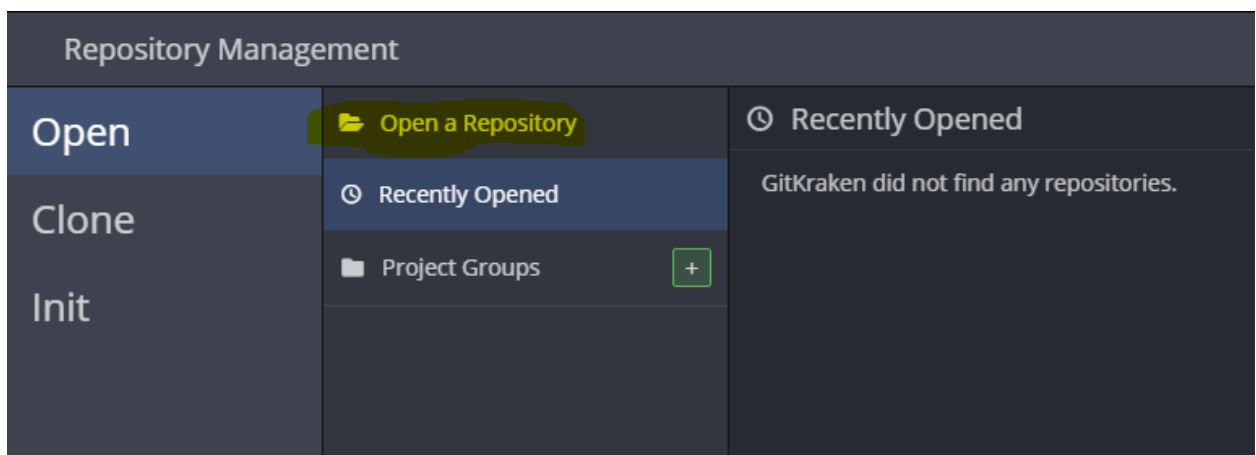 Repository Management
Open
Clone
Init
Open a Repository
Recently Opened
Project Groups
+
Recently Opened
GitKraken did not find any repositories.